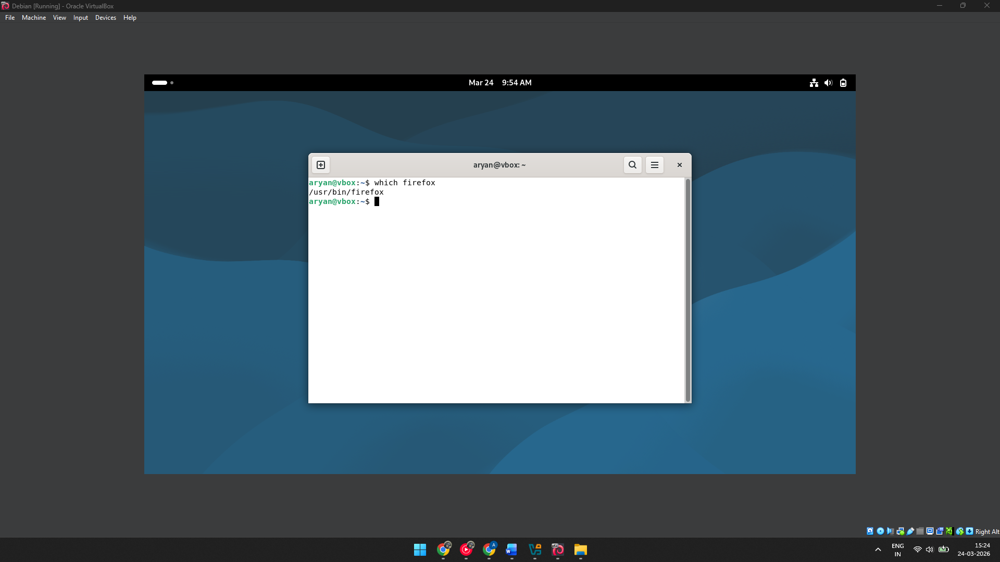 Debian [Running] - Oracle VirtualBox
File Machine View Input Devices Help
Mar 24 9:54 AM
aryan@vbox: ~
aryan@vbox:~$ which firefox
/usr/bin/firefox
aryan@vbox:~$
Right Alt
ENG
IN
15:24
24-03-2026